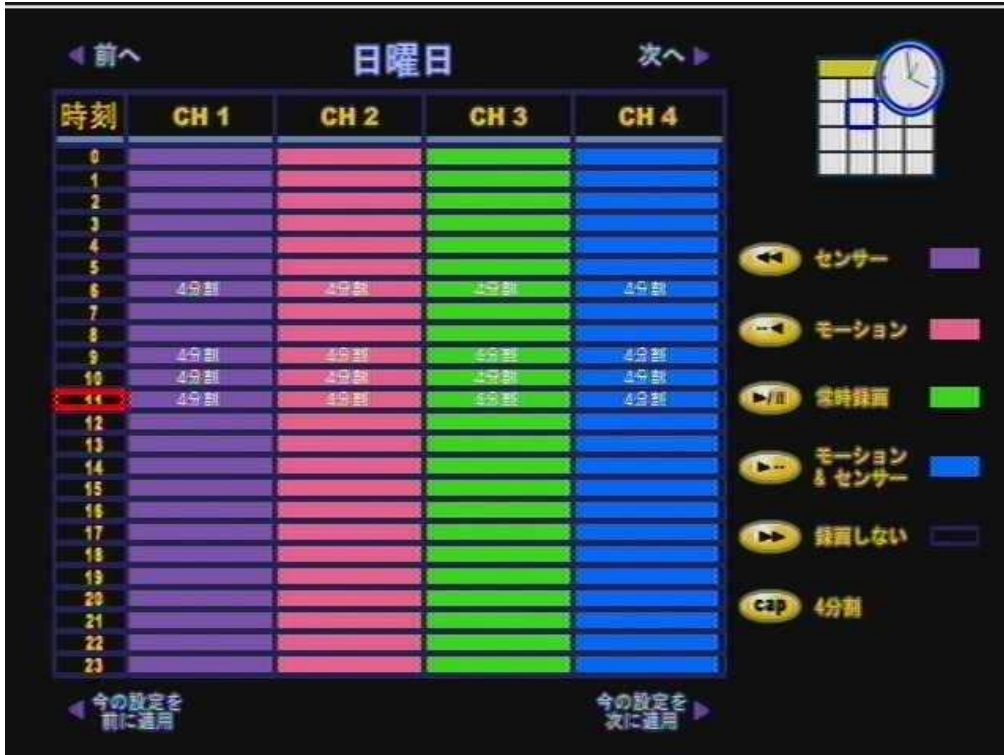 前へ 日曜日 次へ
時刻 CH 1 CH 2 CH 3 CH 4
0
1
2
3
4
5
6 4分割 4分割 4分割 4分割
7
8
9 4分割 4分割 4分割 4分割
10 4分割 4分割 4分割 4分割
11 4分割 4分割 4分割 4分割
12
13
14
15
16
17
18
19
20
21
22
23
センサー
モーション
常時録画
モーション
& センサー
録画しない
cap 4分割
今の設定を
前に適用
今の設定を
次に適用